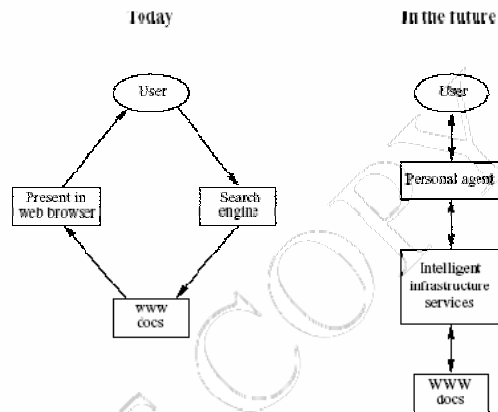 Today
User
Search
engine
www
docs
Present in
web browser
In the future
User
Personal agent
Intelligent
infrastructure
services
WWW
docs
COPY